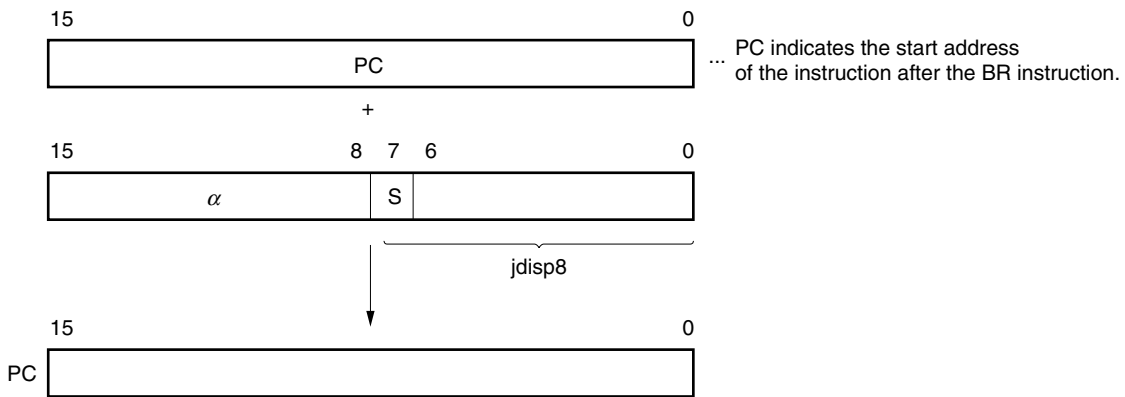 15 0
PC
... PC indicates the start address
of the instruction after the BR instruction.
+
15 8 7 6 0
α S
jdisp8
15 0
PC